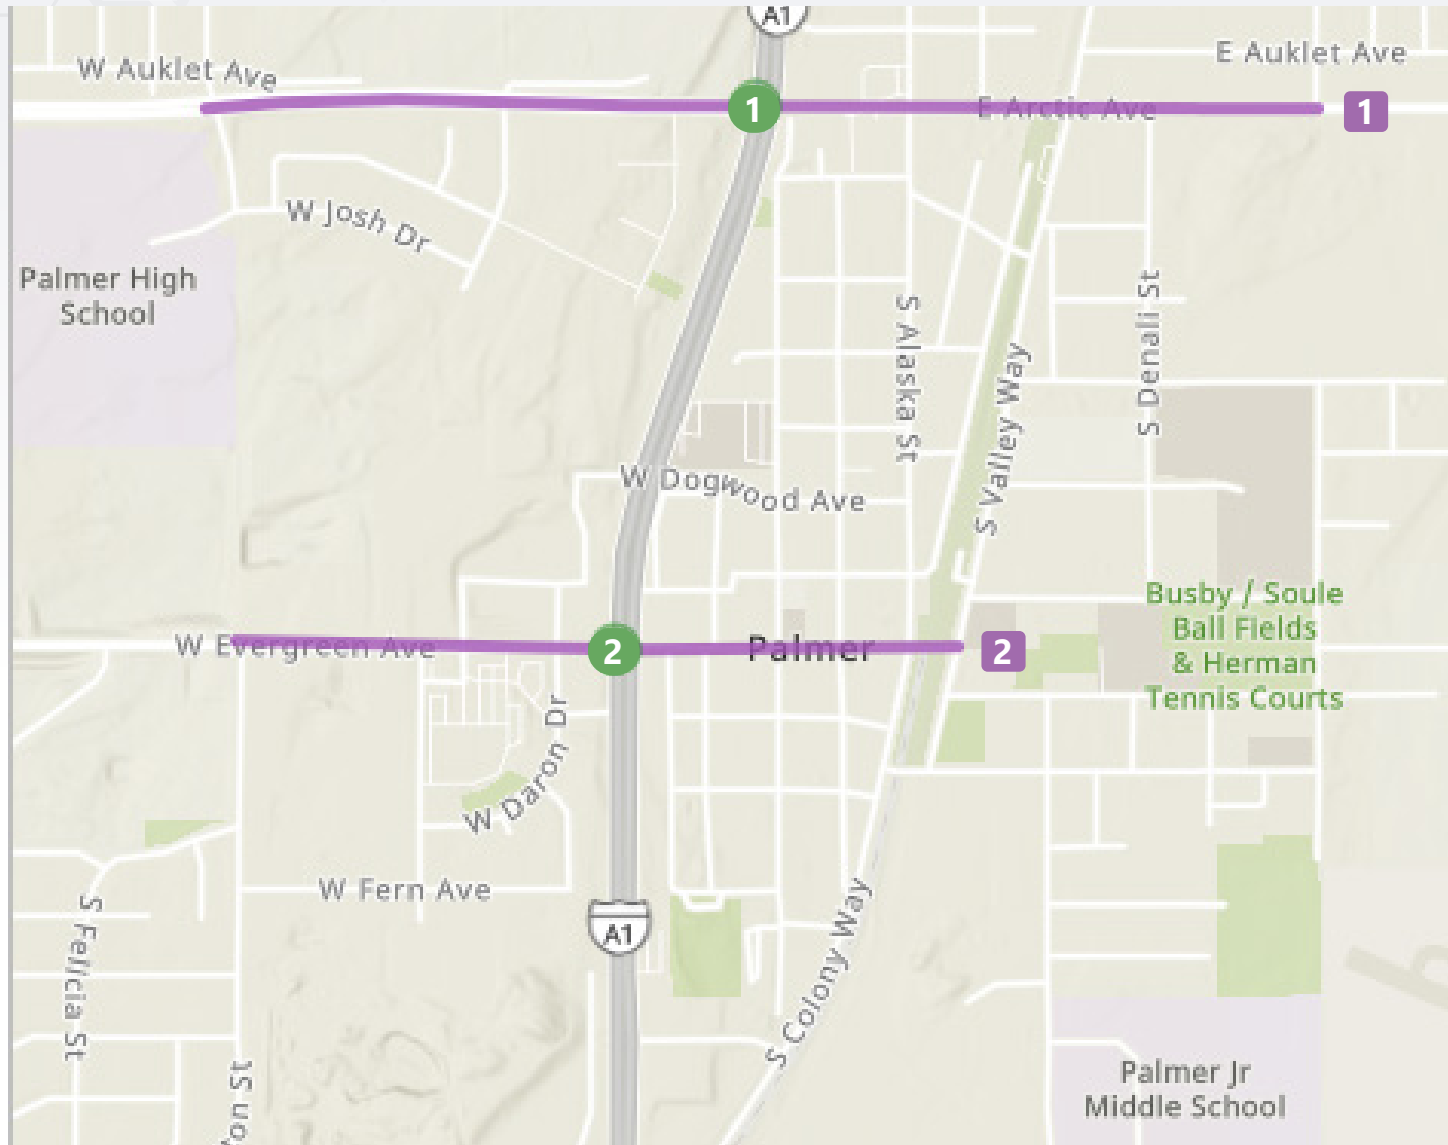 A1
W Auklet Ave
E Auklet Ave
1
E Arctic Ave
1
W Josh Dr
Palmer High
School
S Alaska St
S Denali St
S Valley Way
W Dogwood Ave
Busby / Soule
Ball Fields
& Herman
Tennis Courts
W Evergreen Ave
2
Palmer
2
W Daron Dr
W Fern Ave
A1
S Felicia St
S Colony Way
Palmer Jr
Middle School